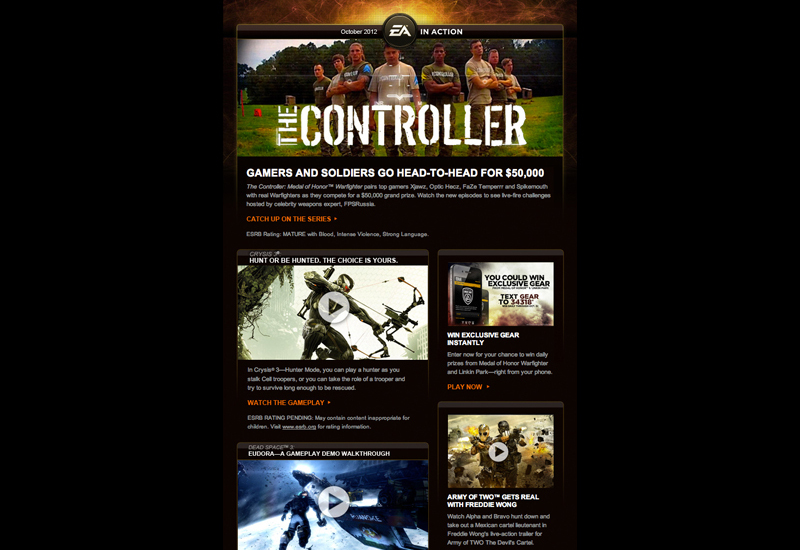 October 2012
EA
IN ACTION
THE CONTROLLER
GAMERS AND SOLDIERS GO HEAD-TO-HEAD FOR $50,000
The Controller: Medal of Honor™ Warfighter pairs top gamers Xjawz, Optic Hecz, FaZe Temperrr and Spikemouth
with real Warfighters as they compete for a $50,000 grand prize. Watch the new episodes to see live-fire challenges
hosted by celebrity weapons expert, FPSRussia.
CATCH UP ON THE SERIES
ESRB Rating: MATURE with Blood, Intense Violence, Strong Language.
CRYSIS 3®
HUNT OR BE HUNTED. THE CHOICE IS YOURS.
In Crysis® 3—Hunter Mode, you can play a hunter as you
stalk Cell troopers, or you can take the role of a trooper and
try to survive long enough to be rescued.
WATCH THE GAMEPLAY
ESRB RATING PENDING: May contain content inappropriate for
children. Visit www.esrb.org for rating information.
DEAD SPACE™ 3
EUDORA—A GAMEPLAY DEMO WALKTHROUGH
YOU COULD WIN
EXCLUSIVE GEAR
FROM MEDAL OF HONOR™ & LINKIN PARK
TEXT GEAR
TO 34318*
WIN EXCLUSIVE GEAR
INSTANTLY
Enter now for your chance to win daily
prizes from Medal of Honor Warfighter
and Linkin Park—right from your phone.
PLAY NOW
ARMY OF TWO™ GETS REAL
WITH FREDDIE WONG
Watch Alpha and Bravo hunt down and
take out a Mexican cartel lieutenant in
Freddie Wong's live-action trailer for
Army of TWO The Devil's Cartel.